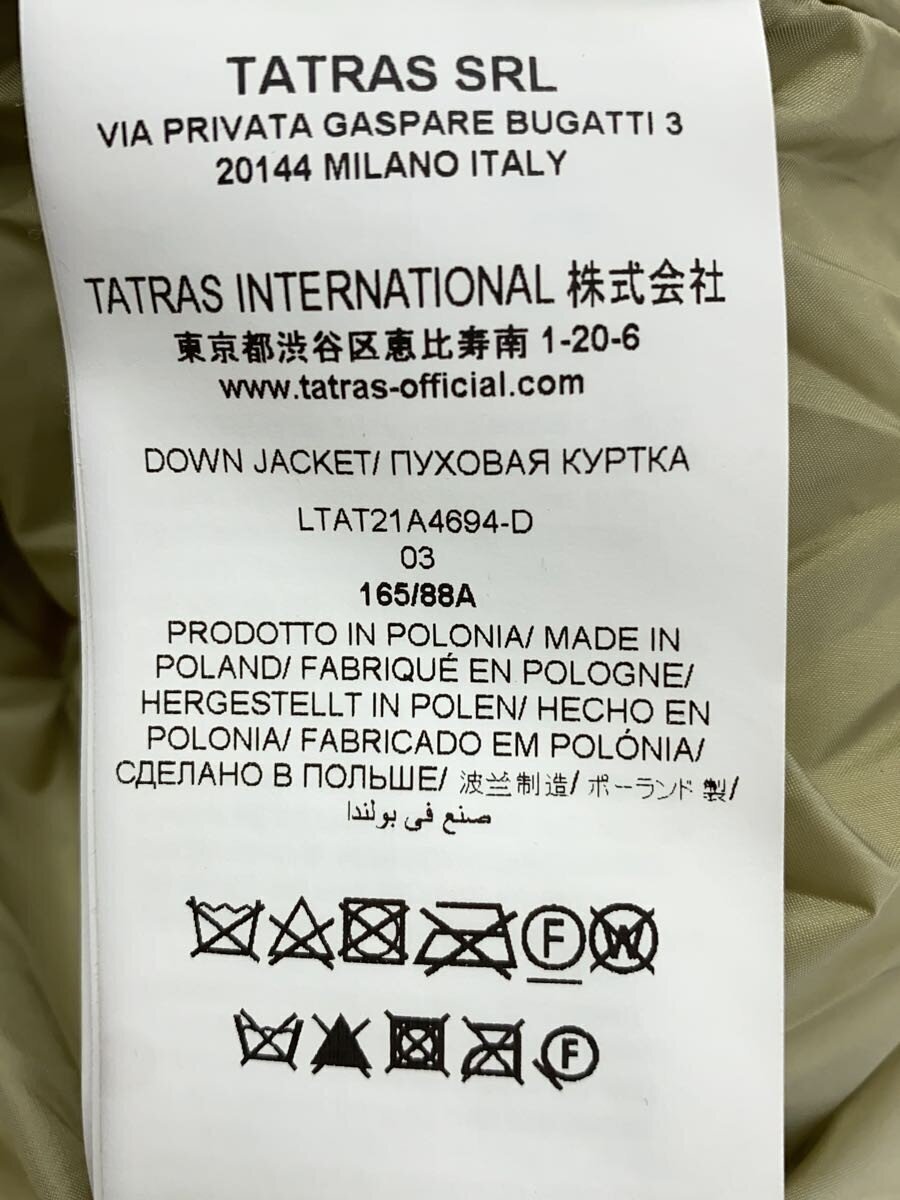 TATRAS SRL
VIA PRIVATA GASPARE BUGATTI 3
20144 MILANO ITALY
TATRAS INTERNATIONAL 株式会社
東京都渋谷区恵比寿南 1-20-6
www.tatras-official.com
DOWN JACKET/ ПУХОВАЯ КУРТКА
LTAT21A4694-D
03
165/88A
PRODOTTO IN POLONIA/ MADE IN
POLAND/ FABRIQUÉ EN POLOGNE/
HERGESTELLT IN POLEN/ HECHO EN
POLONIA/ FABRICADO EM POLÓNIA/
СДЕЛАНО В ПОЛЬШЕ/ 波兰制造/ ポーランド製/
صنع في بولندا
F W
F